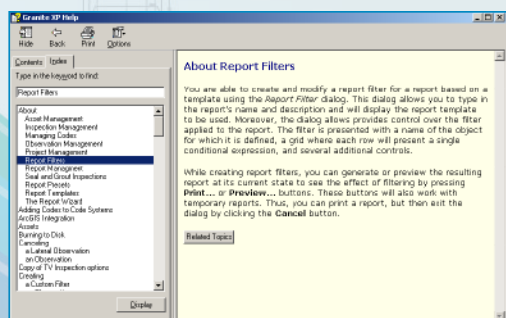 Granite XP Help
Hide Back Print Options
Contents Index
Type in the keyword to find:
Report Filters
About
Asset Management
Inspection Management
Managing Codes
Observation Management
Project Management
Report Filters
Report Managment
Seal and Grout Inspections
Report Presets
Report Templates
The Report Wizard
Adding Codes to Code Systems
ArcGIS Integration
Assets
Burning to Disk
Canceling
a Lateral Observation
an Observation
Copy of TV Inspection options
Creating
a Custom Filter
Display
About Report Filters
You are able to create and modify a report filter for a report based on a
template using the Report Filter dialog. This dialog allows you to type in
the report's name and description and will display the report template
to be used. Moreover, the dialog allows provides control over the filter
applied to the report. The filter is presented with a name of the object
for which it is defined, a grid where each row will present a single
conditional expression, and several additional controls.
While creating report filters, you can generate or preview the resulting
report at its current state to see the effect of filtering by pressing
Print... or Preview... buttons. These buttons will also work with
temporary reports. Thus, you can print a report, but then exit the
dialog by clicking the Cancel button.
Related Topics